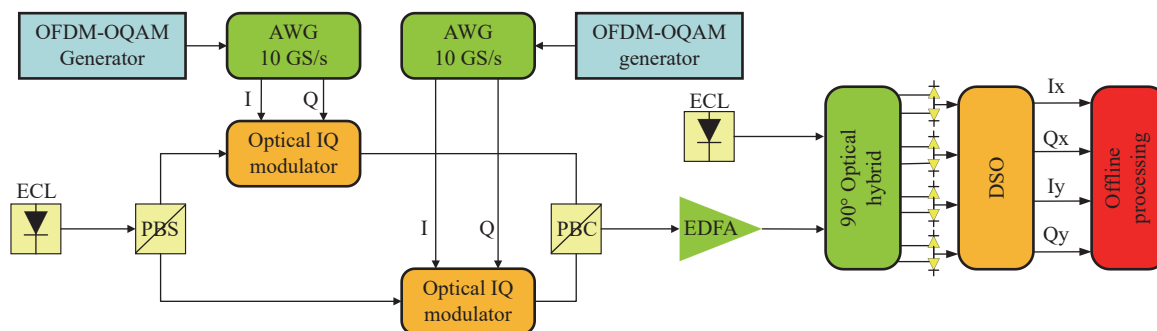 OFDM-OQAM
Generator
AWG
10 GS/s
AWG
10 GS/s
OFDM-OQAM
generator
I
Q
Optical IQ
modulator
ECL
PBS
I
Q
PBC
Optical IQ
modulator
ECL
EDFA
90° Optical
hybrid
DSO
Ix
Qx
Iy
Qy
Offline
processing